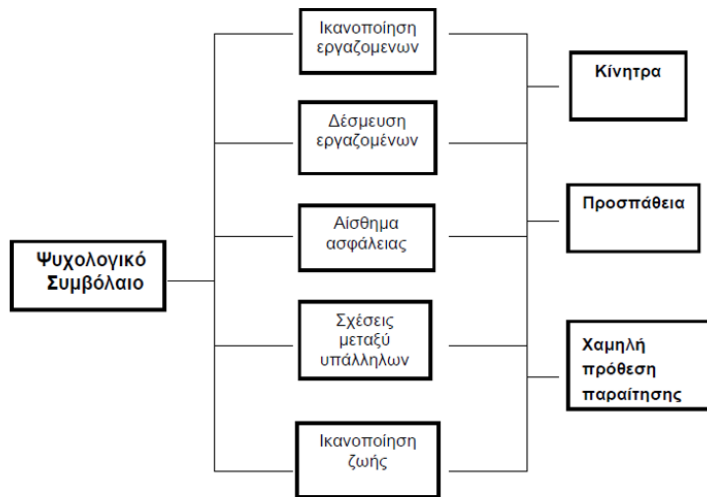 Ψυχολογικό
Συμβόλαιο
Ικανοποίηση
εργαζομενων
Δέσμευση
εργαζομένων
Αίσθημα
ασφάλειας
Σχέσεις
μεταξύ
υπάλληλων
Ικανοποίηση
ζωής
Κίνητρα
Προσπάθεια
Χαμηλή
πρόθεση
παραίτησης